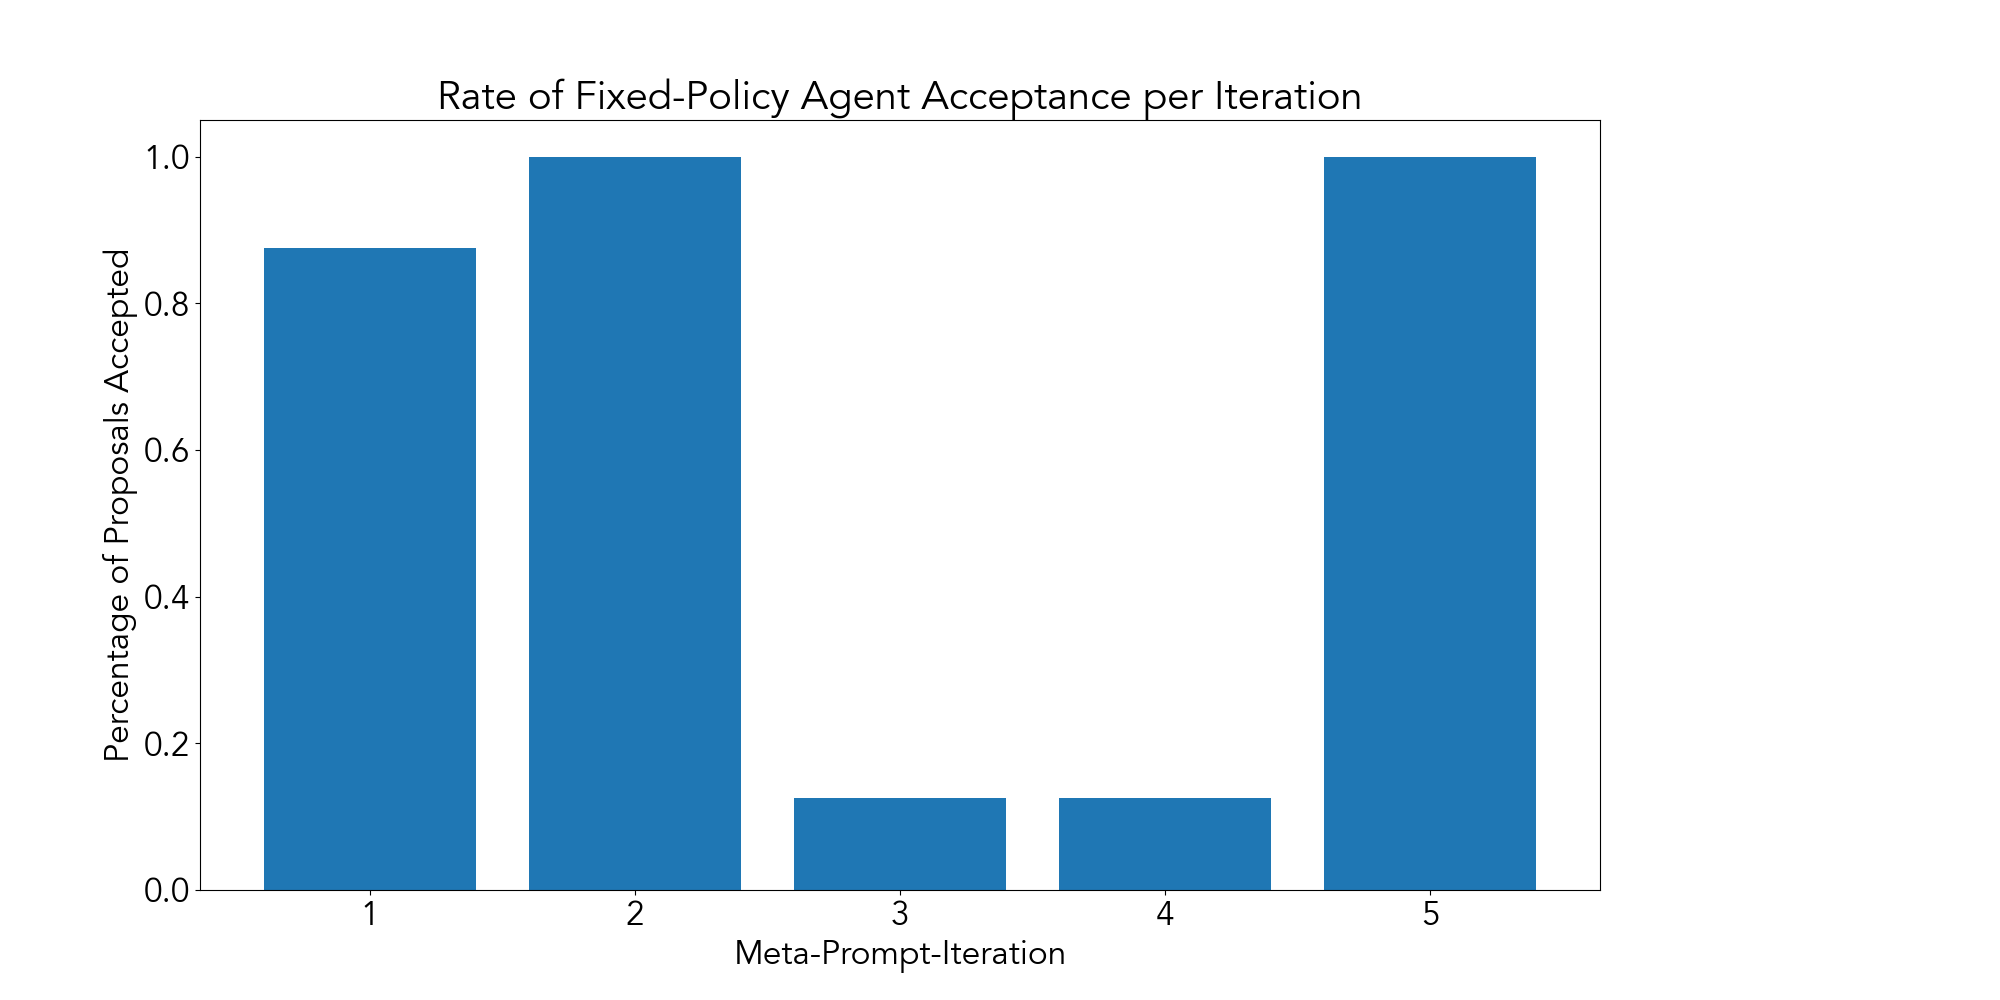 Rate of Fixed-Policy Agent Acceptance per Iteration
Percentage of Proposals Accepted
1.0
0.8
0.6
0.4
0.2
0.0
1 2 3 4 5
Meta-Prompt-Iteration